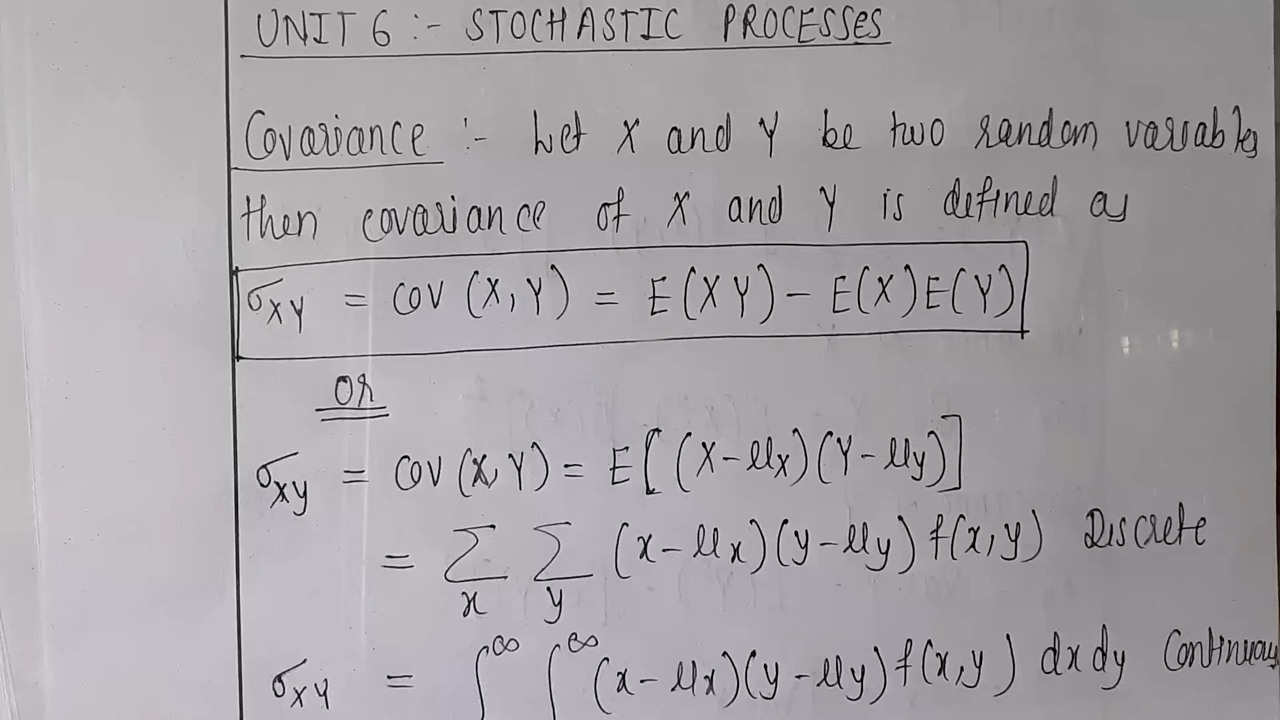 UNIT 6 :- STOCHASTIC PROCESSES
Covariance :- Let X and Y be two random variables
then covariance of X and Y is defined as
σXY = COV (X,Y) = E(XY) - E(X)E(Y)
OR
σXY = COV (X,Y) = E[(X-μx)(Y-μy)]
= Σx Σy (x-μx)(y-μy) f(x,y) Discrete
σXY = ∫^∞ ∫^∞ (x-μx)(y-μy) f(x,y) dx dy Continuous